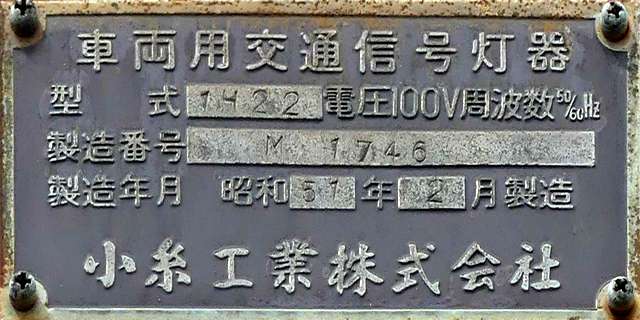 車両用交通信号灯器
型 式 1H22 電圧100V周波数50/60Hz
製造番号 M 1746
製造年月 昭和51年2月製造
小糸工業株式会社